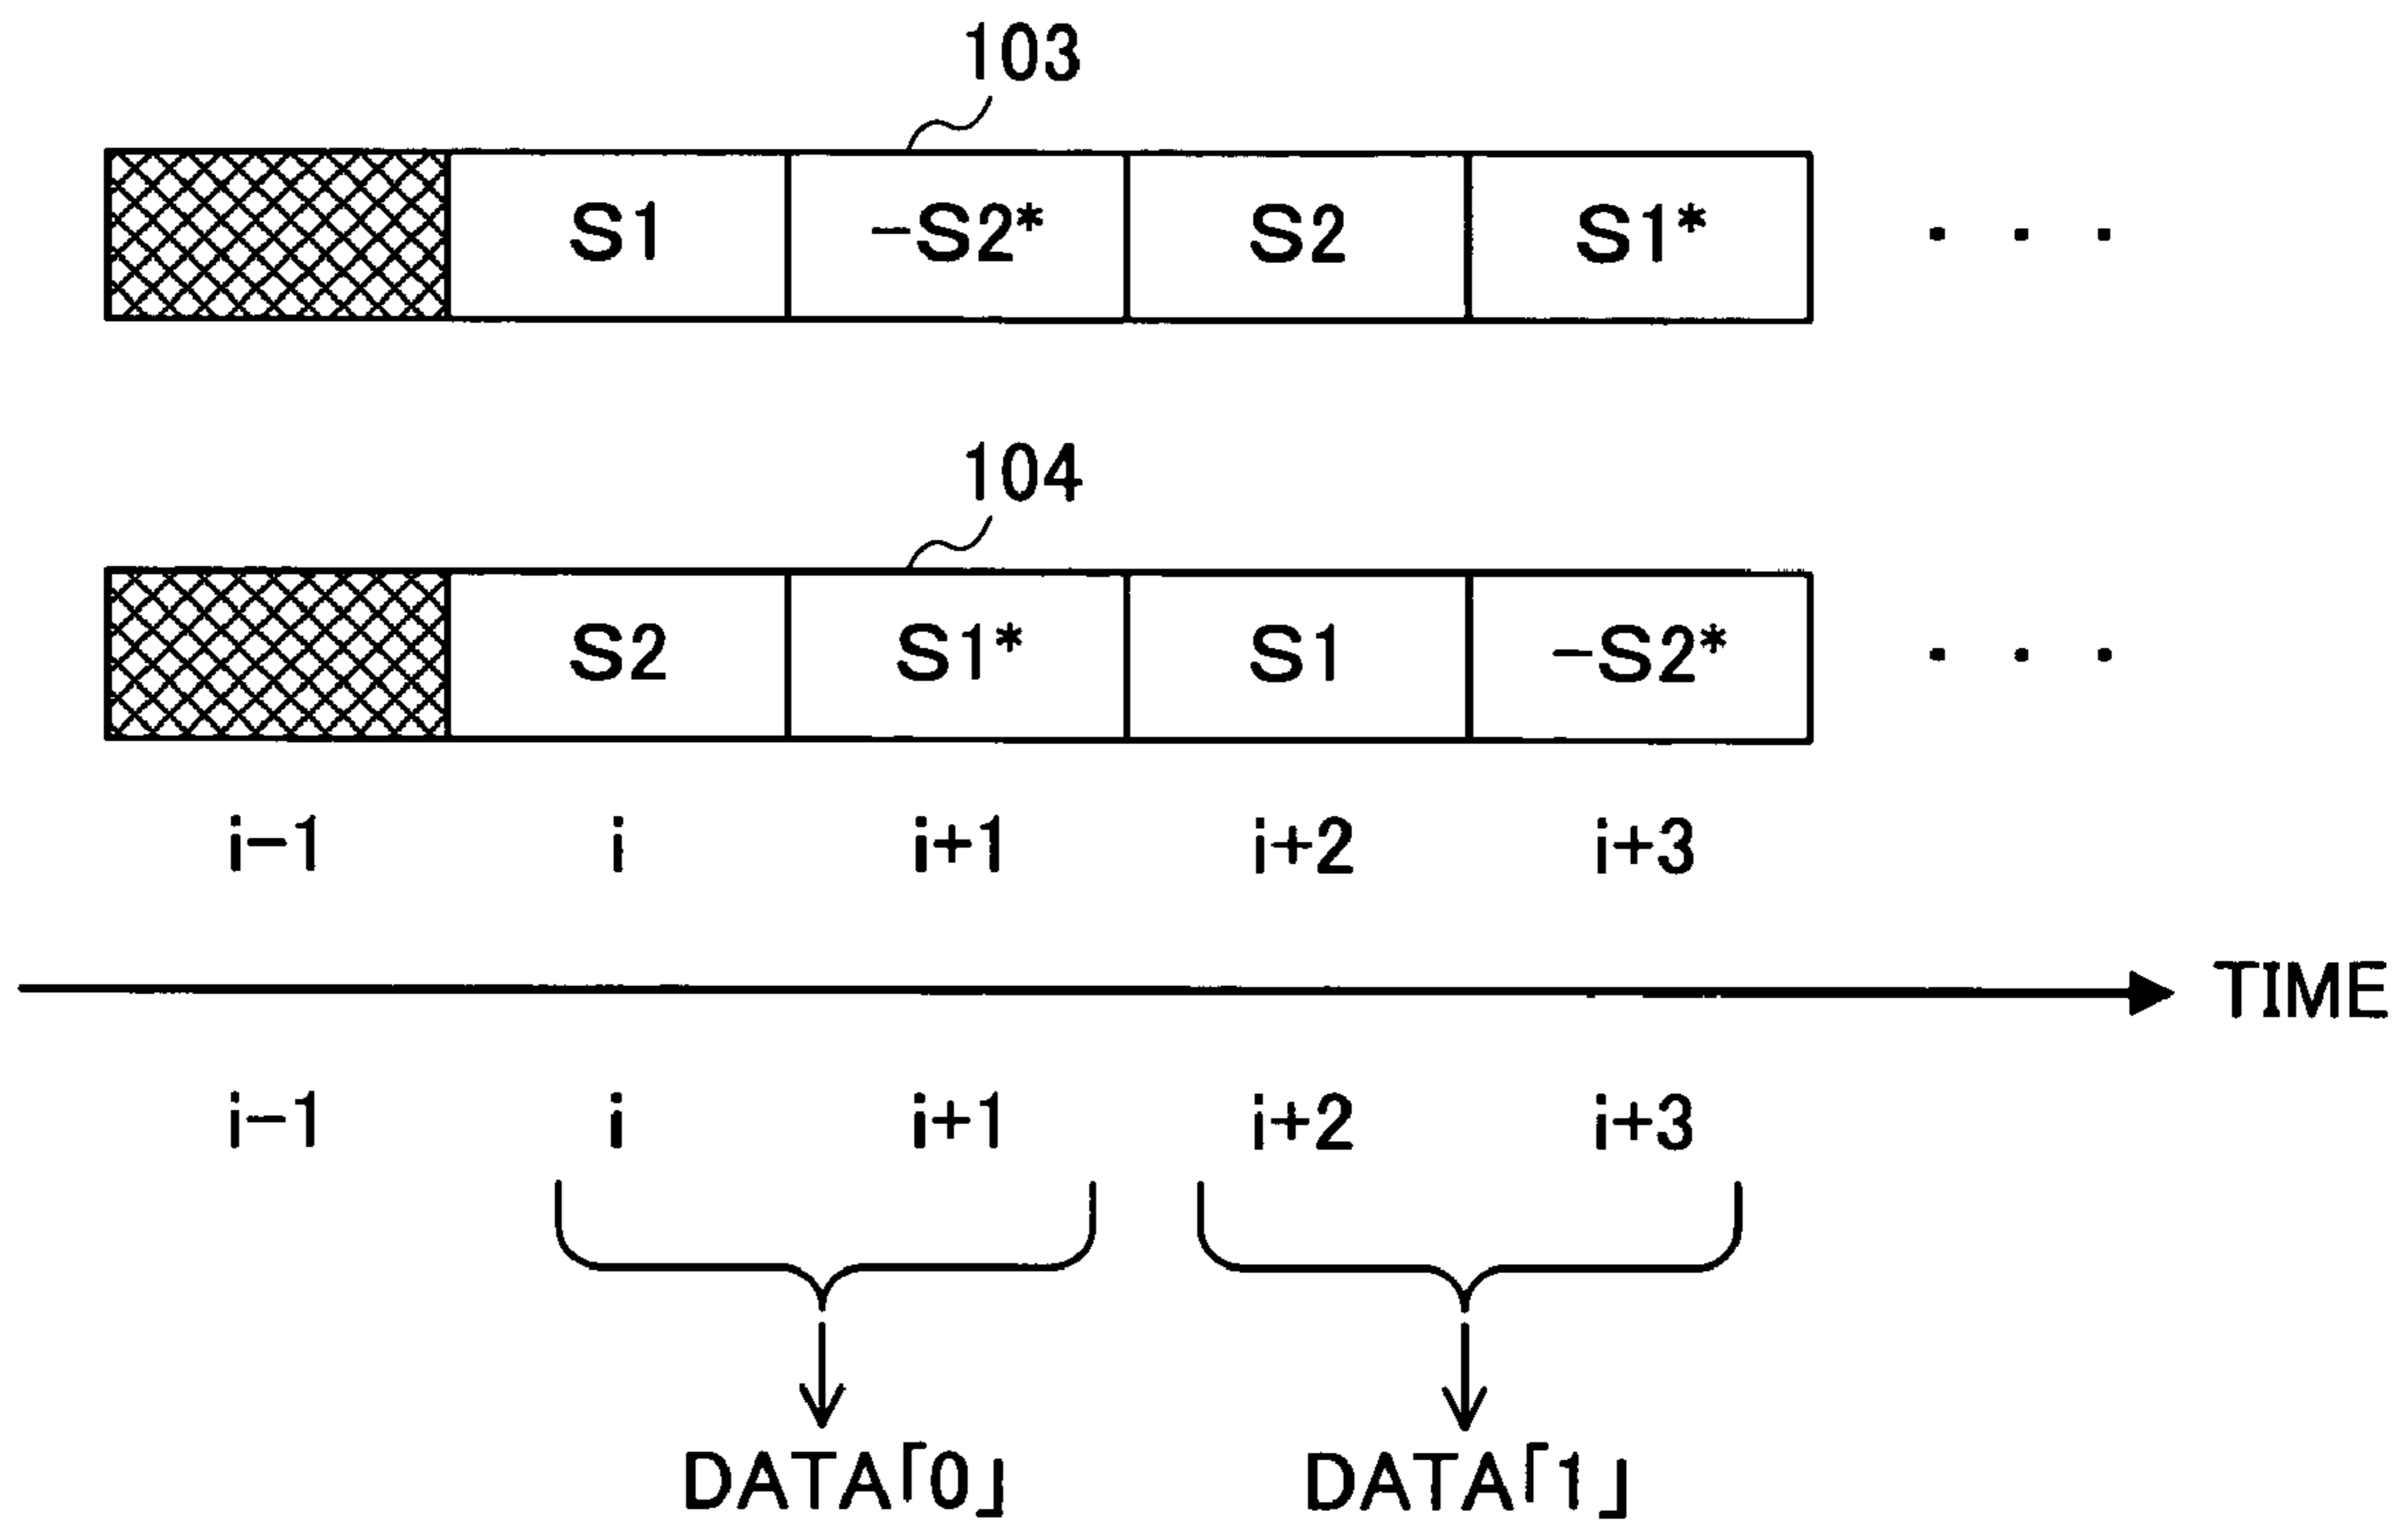 103
S1 -S2* S2 S1* . . .
104
S2 S1* S1 -S2* . . .
i-1 i i+1 i+2 i+3
TIME
i-1 i i+1 i+2 i+3
DATA「0」 DATA「1」